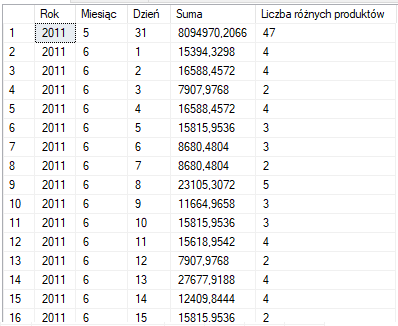 Rok Miesiąc Dzień Suma Liczba różnych produktów
1 2011 5 31 8094970,2066 47
2 2011 6 1 15394,3298 4
3 2011 6 2 16588,4572 4
4 2011 6 3 7907,9768 2
5 2011 6 4 16588,4572 4
6 2011 6 5 15815,9536 3
7 2011 6 6 8680,4804 3
8 2011 6 7 8680,4804 2
9 2011 6 8 23105,3072 5
10 2011 6 9 11664,9658 3
11 2011 6 10 15815,9536 3
12 2011 6 11 15618,9542 4
13 2011 6 12 7907,9768 2
14 2011 6 13 27677,9188 4
15 2011 6 14 12409,8444 4
16 2011 6 15 15815,9536 2